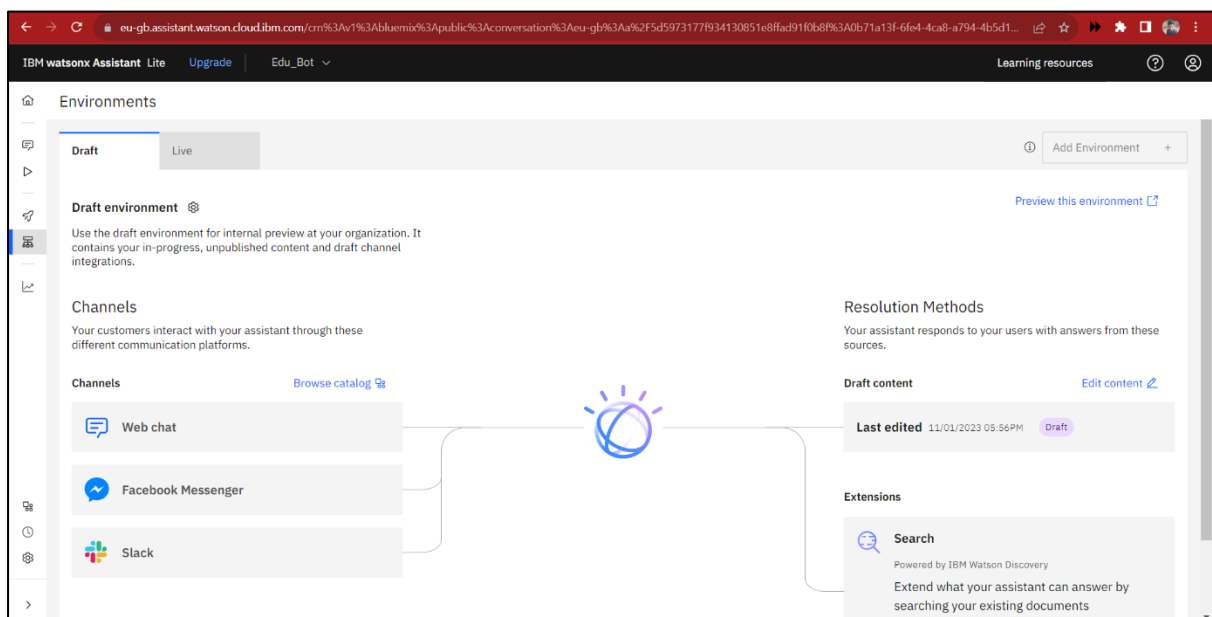 eu-gb.assistant.watson.cloud.ibm.com/crn%3Av1%3Abluemix%3Apublic%3Aconversation%3Aeu-gb%3Aa%2F5d5973177f934130851e8ffad91f0b8f%3A0b71a13f-6fe4-4ca8-a794-4b5d1...
IBM watsonx Assistant Lite Upgrade Edu_Bot Learning resources
Environments
Draft Live Add Environment +
Draft environment Preview this environment
Use the draft environment for internal preview at your organization. It
contains your in-progress, unpublished content and draft channel
integrations.
Channels
Your customers interact with your assistant through these
different communication platforms.
Channels Browse catalog
Web chat
Facebook Messenger
Slack
Resolution Methods
Your assistant responds to your users with answers from these
sources.
Draft content Edit content
Last edited 11/01/2023 05:56PM Draft
Extensions
Search
Powered by IBM Watson Discovery
Extend what your assistant can answer by
searching your existing documents